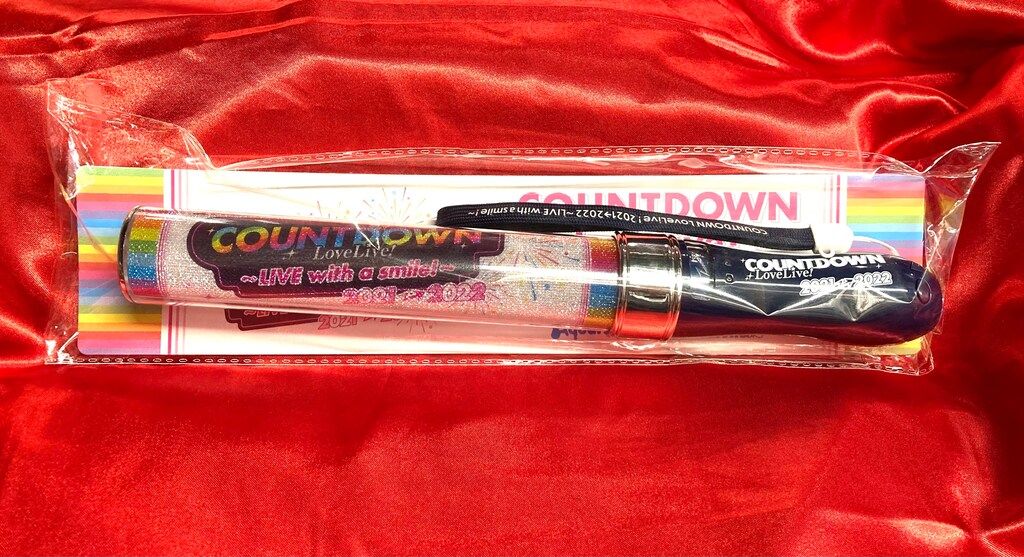 COUNTDOWN
COUNTDOWN LoveLive! 2021→2022~LIVE with a smile!~
COUNTDOWN
LoveLive!
~LIVE with a smile!~
2021→2022
COUNTDOWN
LoveLive!
2021→2022
2021